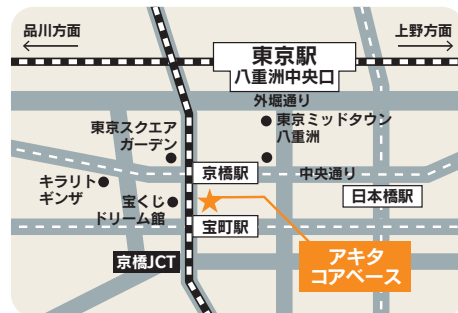 品川方面
上野方面
東京駅
八重洲中央口
外堀通り
東京スクエア
ガーデン
東京ミッドタウン
八重洲
京橋駅
中央通り
キラリト
ギンザ
宝くじ
ドリーム館
日本橋駅
宝町駅
京橋JCT
アキタ
コアベース